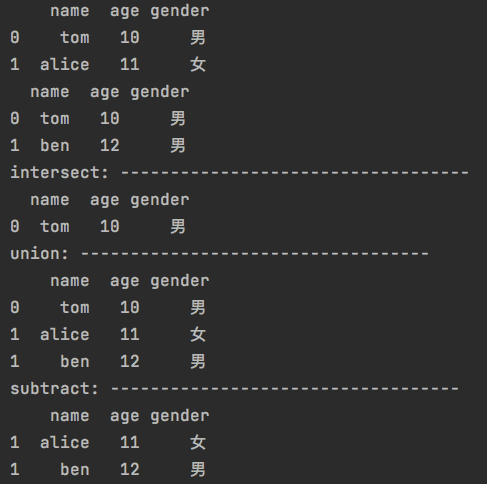 name  age gender
0    tom   10      男
1  alice   11      女
  name  age gender
0  tom   10      男
1  ben   12      男
intersect: -----------------------------------
  name  age gender
0  tom   10      男
union: -----------------------------------
    name  age gender
0    tom   10      男
1  alice   11      女
1    ben   12      男
subtract: -----------------------------------
    name  age gender
1  alice   11      女
1    ben   12      男